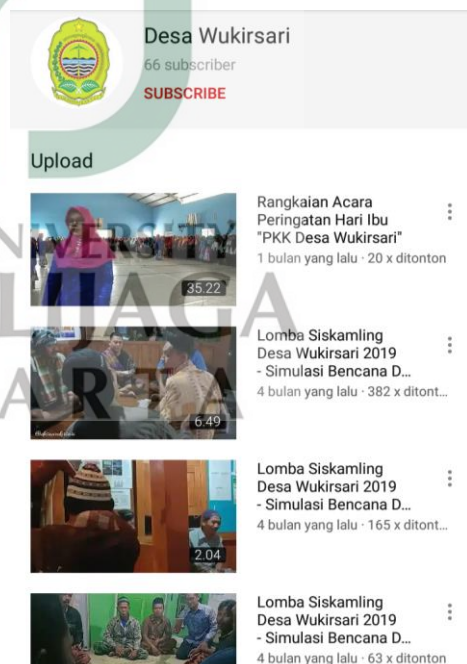 Desa Wukirsari
66 subscriber
SUBSCRIBE
Upload
Rangkaian Acara
Peringatan Hari Ibu
"PKK Desa Wukirsari"
1 bulan yang lalu · 20 x ditonton
35.22
Lomba Siskamling
Desa Wukirsari 2019
- Simulasi Bencana D...
4 bulan yang lalu · 382 x ditont...
6.49
Lomba Siskamling
Desa Wukirsari 2019
- Simulasi Bencana D...
4 bulan yang lalu · 165 x ditont...
2.04
Lomba Siskamling
Desa Wukirsari 2019
- Simulasi Bencana D...
4 bulan yang lalu · 63 x ditonton